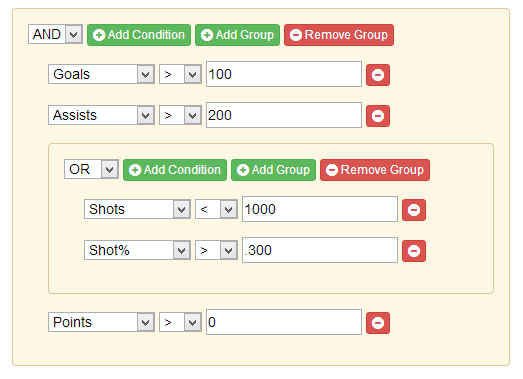 AND Add Condition Add Group Remove Group
Goals > 100
Assists > 200
OR Add Condition Add Group Remove Group
Shots < 1000
Shot% > .300
Points > 0